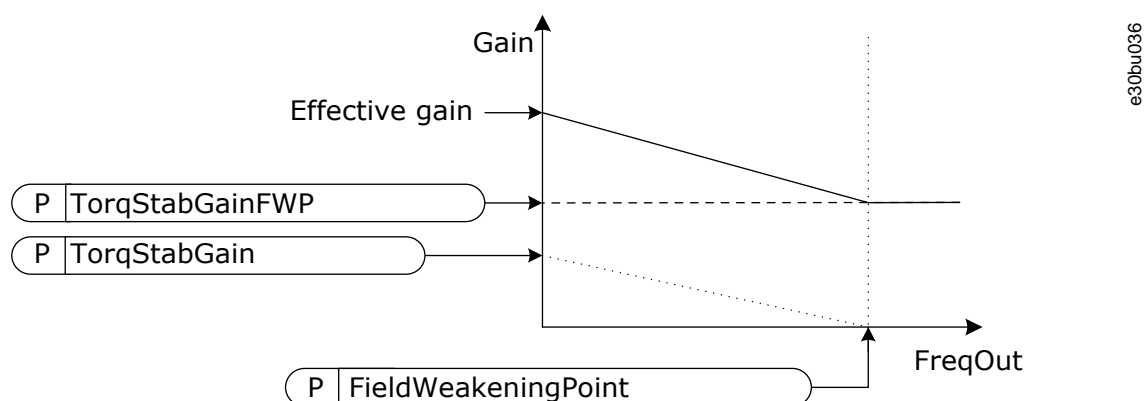 Gain
e30bu036
Effective gain
P TorqStabGainFWP
P TorqStabGain
FreqOut
P FieldWeakeningPoint